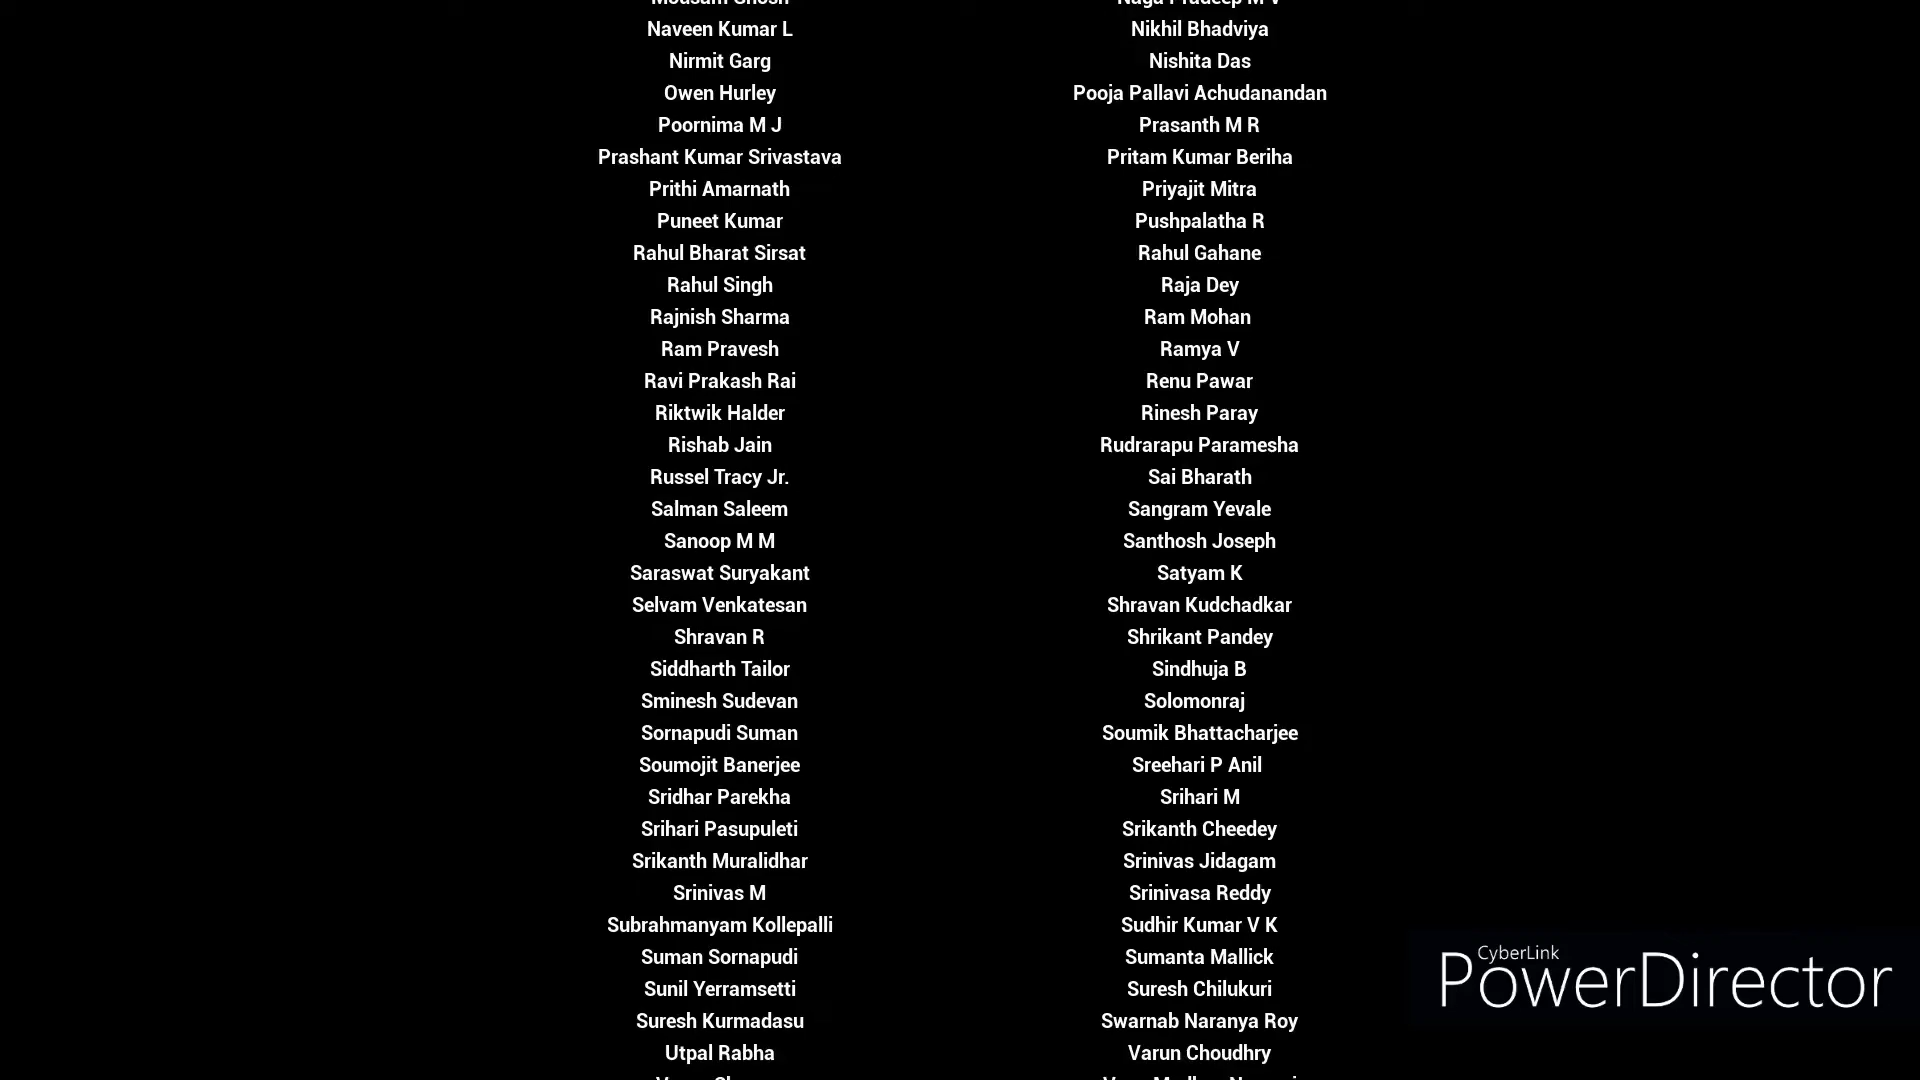 Naveen Kumar L
Nirmit Garg
Owen Hurley
Poornima M J
Prashant Kumar Srivastava
Prithi Amarnath
Puneet Kumar
Rahul Bharat Sirsat
Rahul Singh
Rajnish Sharma
Ram Pravesh
Ravi Prakash Rai
Riktwik Halder
Rishab Jain
Russel Tracy Jr.
Salman Saleem
Sanoop M M
Saraswat Suryakant
Selvam Venkatesan
Shravan R
Siddharth Tailor
Sminesh Sudevan
Sornapudi Suman
Soumojit Banerjee
Sridhar Parekha
Srihari Pasupuleti
Srikanth Muralidhar
Srinivas M
Subrahmanyam Kollepalli
Suman Sornapudi
Sunil Yerramsetti
Suresh Kurmadasu
Utpal Rabha
Nikhil Bhadviya
Nishita Das
Pooja Pallavi Achudanandan
Prasanth M R
Pritam Kumar Beriha
Priyajit Mitra
Pushpalatha R
Rahul Gahane
Raja Dey
Ram Mohan
Ramya V
Renu Pawar
Rinesh Paray
Rudrarapu Paramesha
Sai Bharath
Sangram Yevale
Santhosh Joseph
Satyam K
Shravan Kudchadkar
Shrikant Pandey
Sindhuja B
Solomonraj
Soumik Bhattacharjee
Sreehari P Anil
Srihari M
Srikanth Cheedey
Srinivas Jidagam
Srinivasa Reddy
Sudhir Kumar V K
Sumanta Mallick
Suresh Chilukuri
Swarnab Naranya Roy
Varun Choudhry
CyberLink
PowerDirector